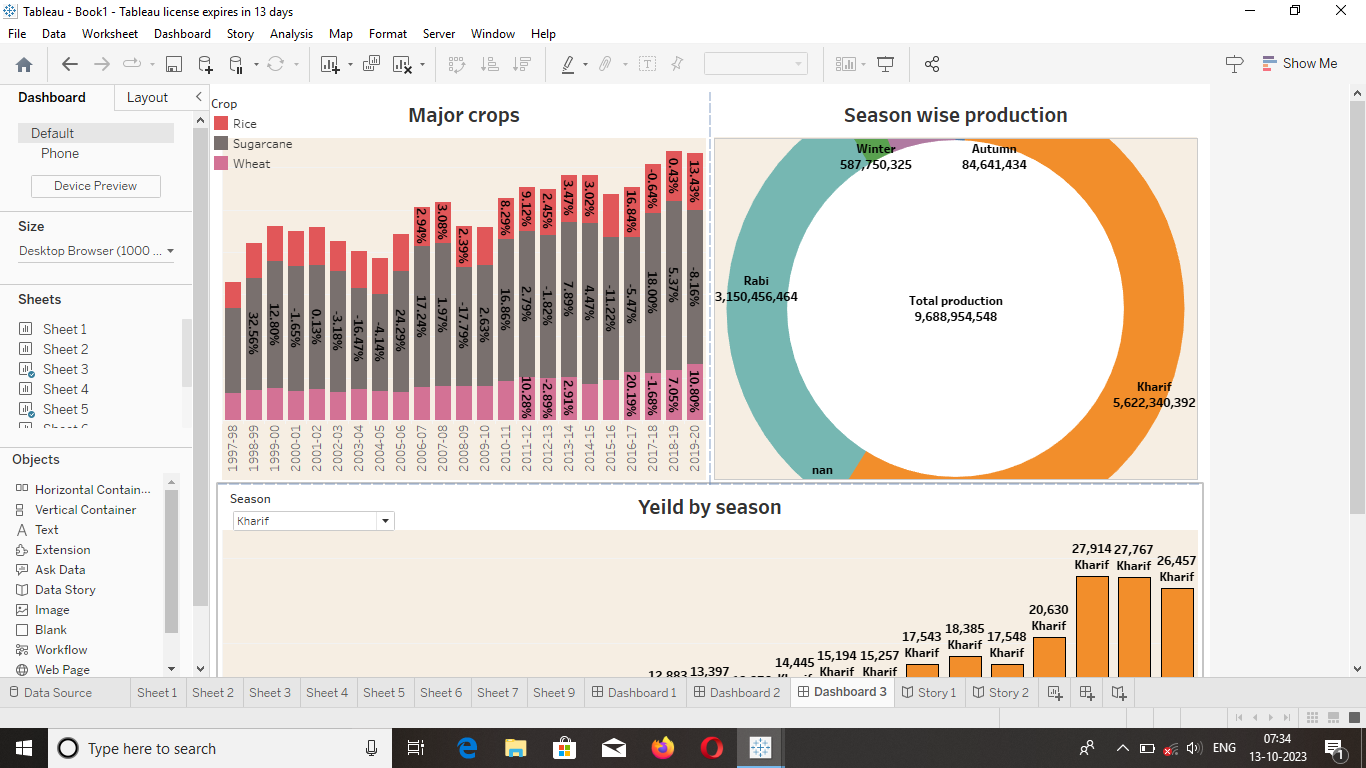 Tableau - Book1 - Tableau license expires in 13 days
File Data Worksheet Dashboard Story Analysis Map Format Server Window Help
Show Me
Dashboard Layout
Default
Phone
Device Preview
Size
Desktop Browser (1000 ...
Sheets
Sheet 1
Sheet 2
Sheet 3
Sheet 4
Sheet 5
Objects
Horizontal Contain...
Vertical Container
Text
Extension
Ask Data
Data Story
Image
Blank
Workflow
Web Page
Crop
Rice
Sugarcane
Wheat
Major crops
2.94% 3.08% 2.39% 8.29% 9.12% 2.45% 3.47% 3.02% 16.84% -0.64% 0.43% 13.43%
32.56% 12.80% -1.65% 0.13% -3.18% -16.47% -4.14% 24.29% 17.24% 1.97% -17.79% 2.63% 16.86% 2.79% -1.82% 7.89% 4.47% -11.22% -5.47% 18.00% 5.37% -8.16%
10.28% -2.89% 2.91% 20.19% -1.68% 7.05% 10.80%
1997-98 1998-99 1999-00 2000-01 2001-02 2002-03 2003-04 2004-05 2005-06 2006-07 2007-08 2008-09 2009-10 2010-11 2011-12 2012-13 2013-14 2014-15 2015-16 2016-17 2017-18 2018-19 2019-20
Season wise production
Winter
587,750,325
Autumn
84,641,434
Rabi
3,150,456,464
Total production
9,688,954,548
Kharif
5,622,340,392
nan
Season
Kharif
Yeild by season
12,883 13,397
14,445
15,194
Kharif
15,257
Kharif
17,543
Kharif
18,385
Kharif
17,548
Kharif
20,630
Kharif
27,914
Kharif
27,767
Kharif
26,457
Kharif
Data Source Sheet 1 Sheet 2 Sheet 3 Sheet 4 Sheet 5 Sheet 6 Sheet 7 Sheet 9 Dashboard 1 Dashboard 2 Dashboard 3 Story 1 Story 2
Type here to search
ENG
07:34
13-10-2023
1